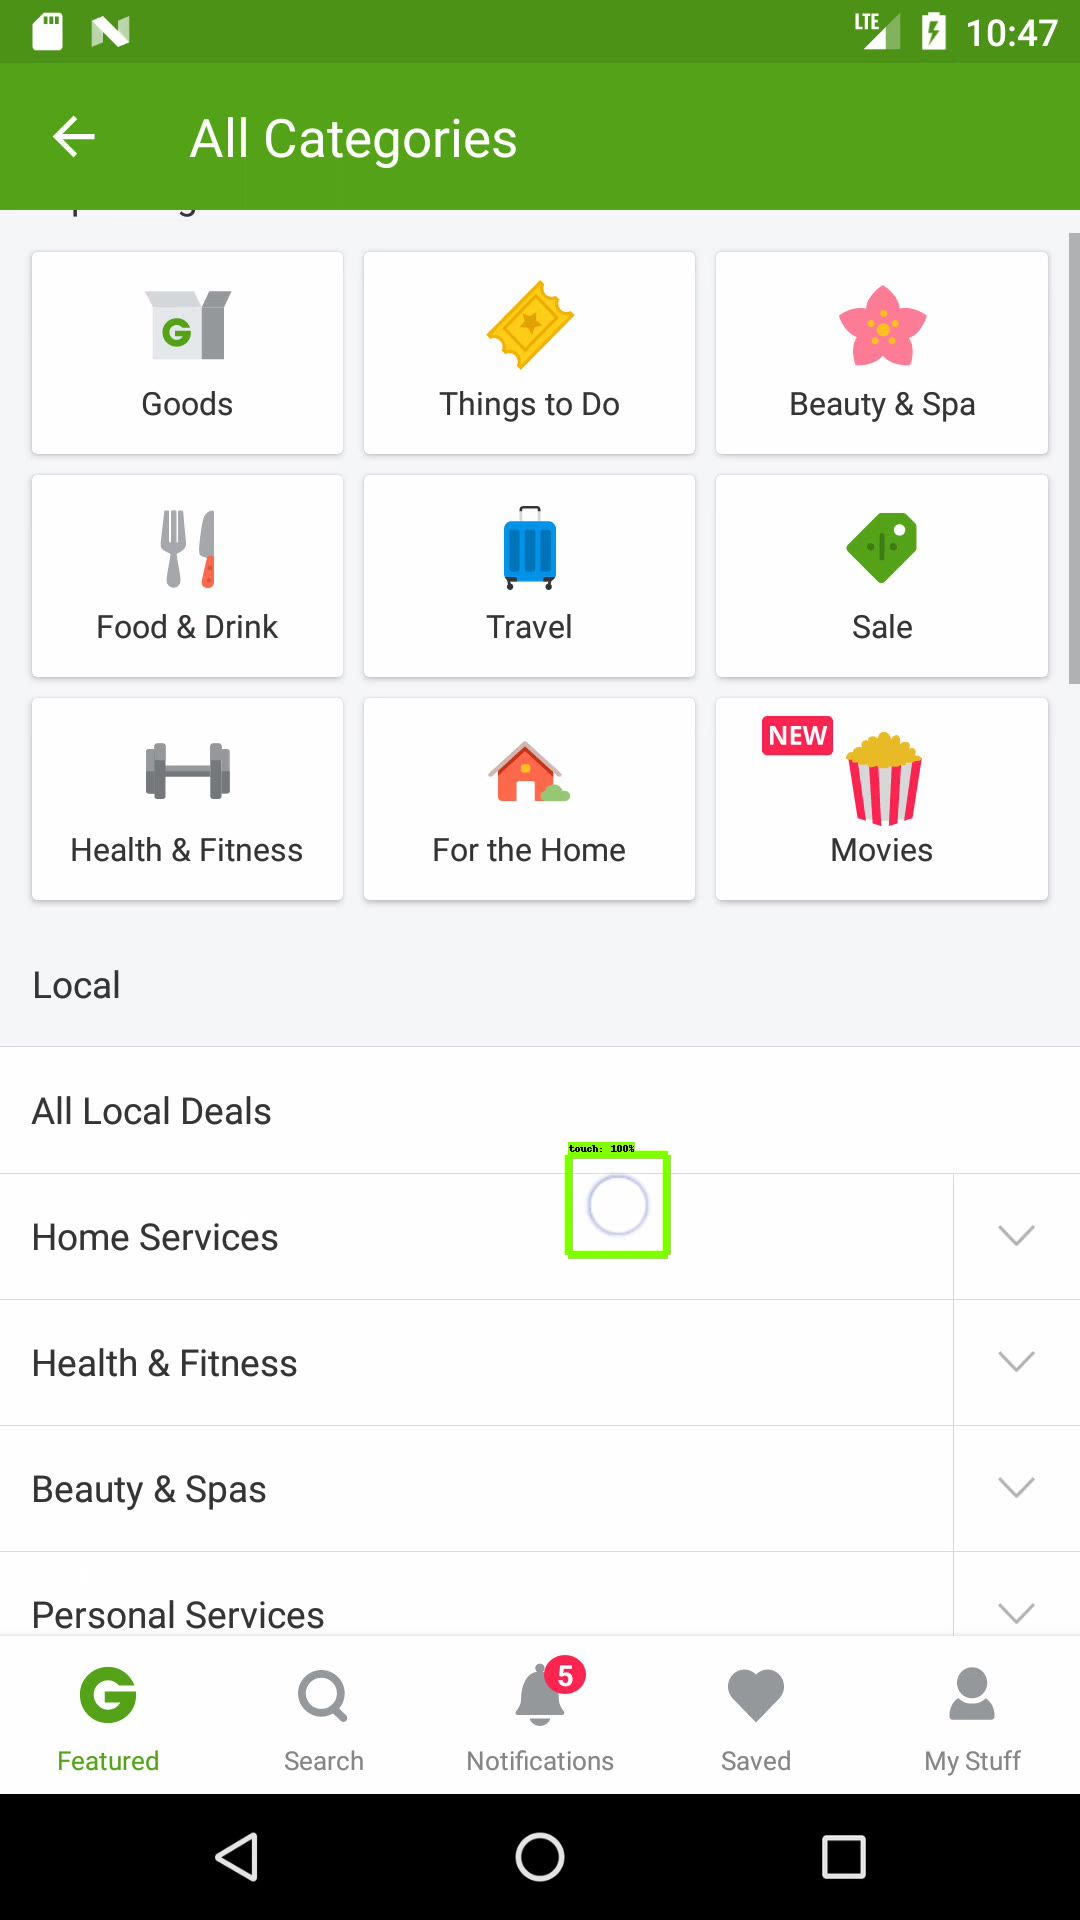 LTE 10:47
All Categories
Goods
Things to Do
Beauty & Spa
Food & Drink
Travel
Sale
Health & Fitness
For the Home
NEW
Movies
Local
All Local Deals
touch: 100%
Home Services
Health & Fitness
Beauty & Spas
Personal Services
5
Featured
Search
Notifications
Saved
My Stuff